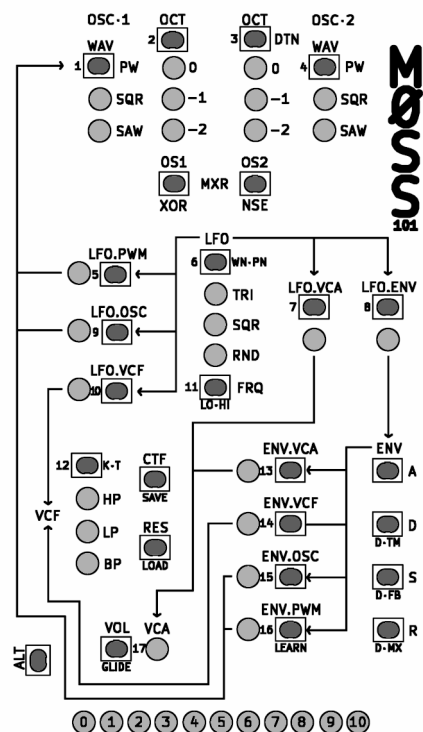 OSC·1 OCT OCT OSC·2
WAV 2 3 DTN WAV
1 PW 0 0 4 PW
SQR -1 -1 SQR
SAW -2 -2 SAW
OS1 MXR OS2
XOR NSE
MØSS
101
LFO
LFO.PWM 6 WN·PN LFO.VCA LFO.ENV
5 TRI 7 8
LFO.OSC SQR
9 RND
LFO.VCF
10 11 FRQ
LO·HI
ENV.VCA ENV
12 K-T CTF 13 A
SAVE
HP ENV.VCF
VCF LP RES 14 D
LOAD D·TM
BP ENV.OSC
15 S
D·FB
ENV.PWM
VOL VCA 16 R
17 LEARN D·MX
GLIDE
ALT
0 1 2 3 4 5 6 7 8 9 10